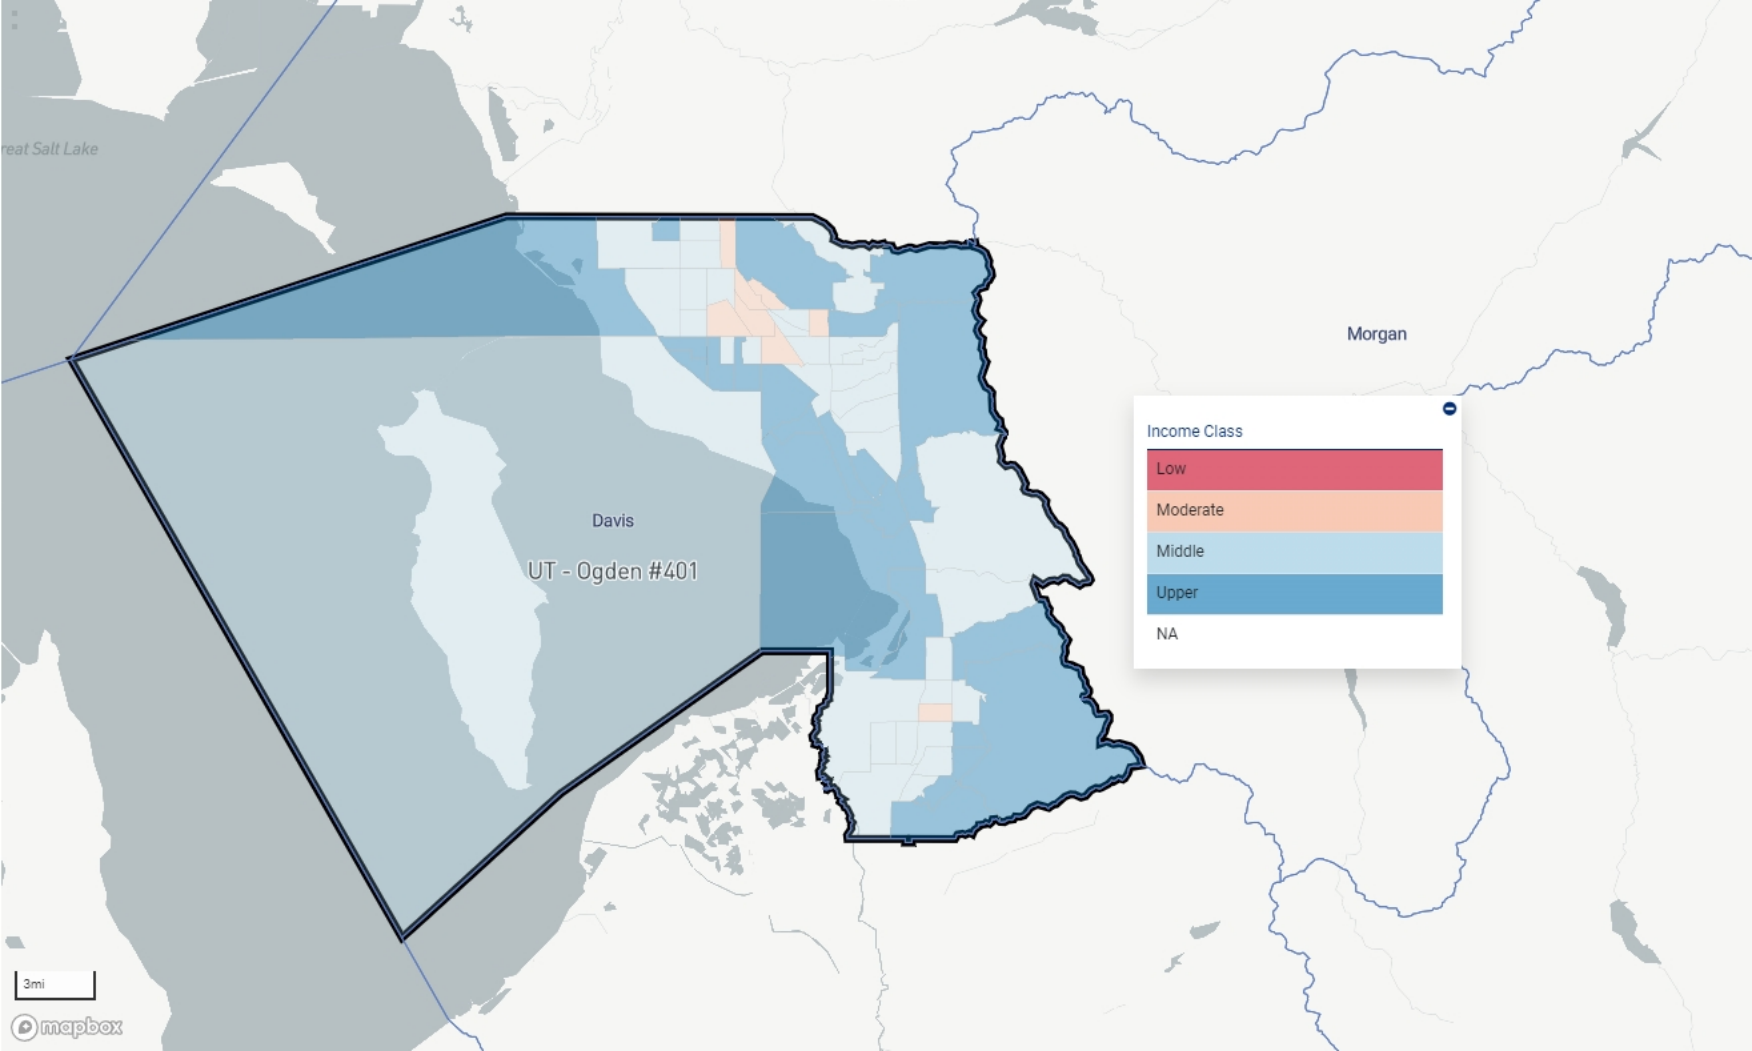 reat Salt Lake
Morgan
Income Class
Low
Moderate
Middle
Upper
NA
Davis
UT - Ogden #401
3mi
mapbox